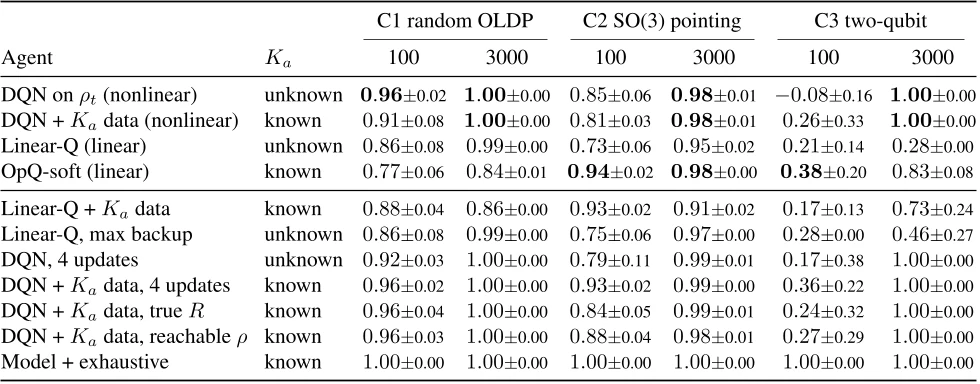 C1 random OLDP C2 SO(3) pointing C3 two-qubit
Agent K_a 100 3000 100 3000 100 3000
DQN on ρ_t (nonlinear) unknown 0.96±0.02 1.00±0.00 0.85±0.06 0.98±0.01 −0.08±0.16 1.00±0.00
DQN + K_a data (nonlinear) known 0.91±0.08 1.00±0.00 0.81±0.03 0.98±0.01 0.26±0.33 1.00±0.00
Linear-Q (linear) unknown 0.86±0.08 0.99±0.00 0.73±0.06 0.95±0.02 0.21±0.14 0.28±0.00
OpQ-soft (linear) known 0.77±0.06 0.84±0.01 0.94±0.02 0.98±0.00 0.38±0.20 0.83±0.08
Linear-Q + K_a data known 0.88±0.04 0.86±0.00 0.93±0.02 0.91±0.02 0.17±0.13 0.73±0.24
Linear-Q, max backup unknown 0.86±0.08 0.99±0.00 0.75±0.06 0.97±0.00 0.28±0.00 0.46±0.27
DQN, 4 updates unknown 0.92±0.03 1.00±0.00 0.79±0.11 0.99±0.01 0.17±0.38 1.00±0.00
DQN + K_a data, 4 updates known 0.96±0.02 1.00±0.00 0.93±0.02 0.99±0.00 0.36±0.22 1.00±0.00
DQN + K_a data, true R known 0.96±0.04 1.00±0.00 0.84±0.05 0.99±0.01 0.24±0.32 1.00±0.00
DQN + K_a data, reachable ρ known 0.96±0.03 1.00±0.00 0.88±0.04 0.98±0.01 0.27±0.29 1.00±0.00
Model + exhaustive known 1.00±0.00 1.00±0.00 1.00±0.00 1.00±0.00 1.00±0.00 1.00±0.00